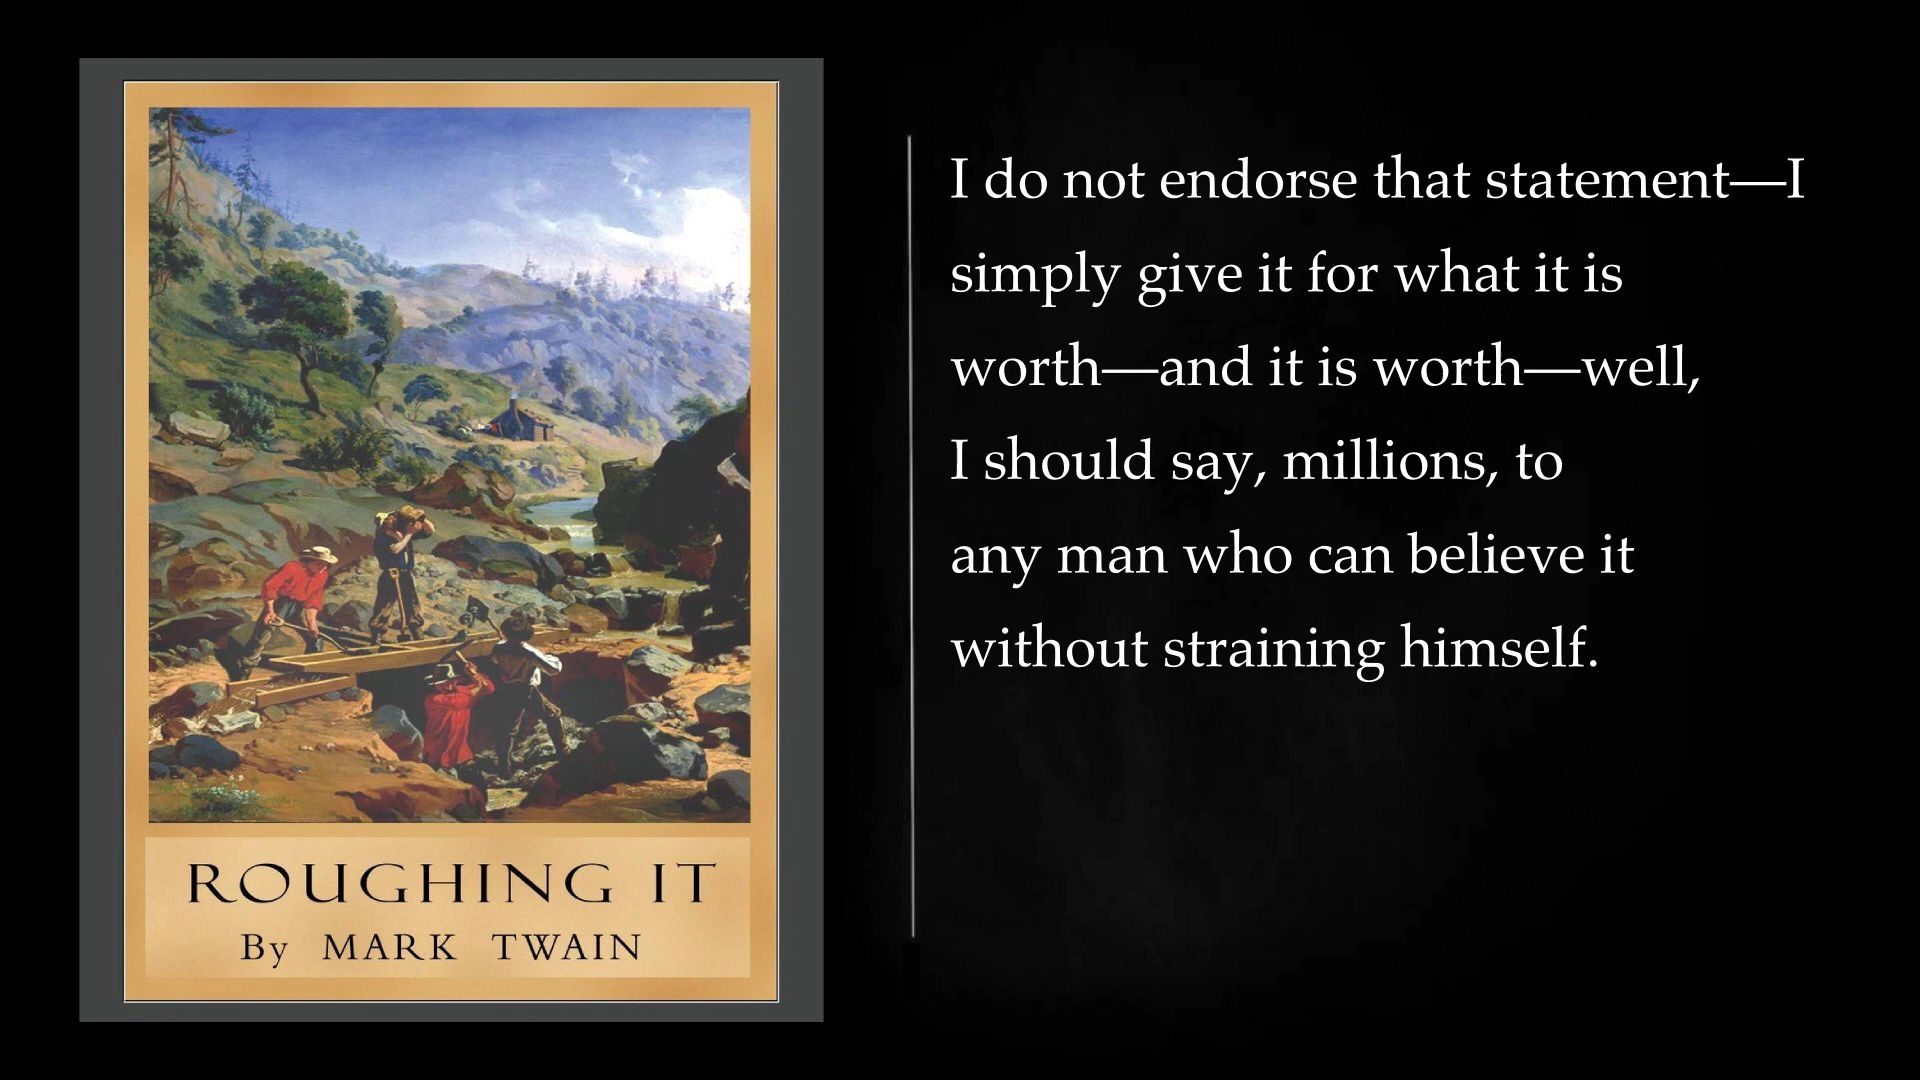 ROUGHING IT
By MARK TWAIN
I do not endorse that statement—I
simply give it for what it is
worth—and it is worth—well,
I should say, millions, to
any man who can believe it
without straining himself.